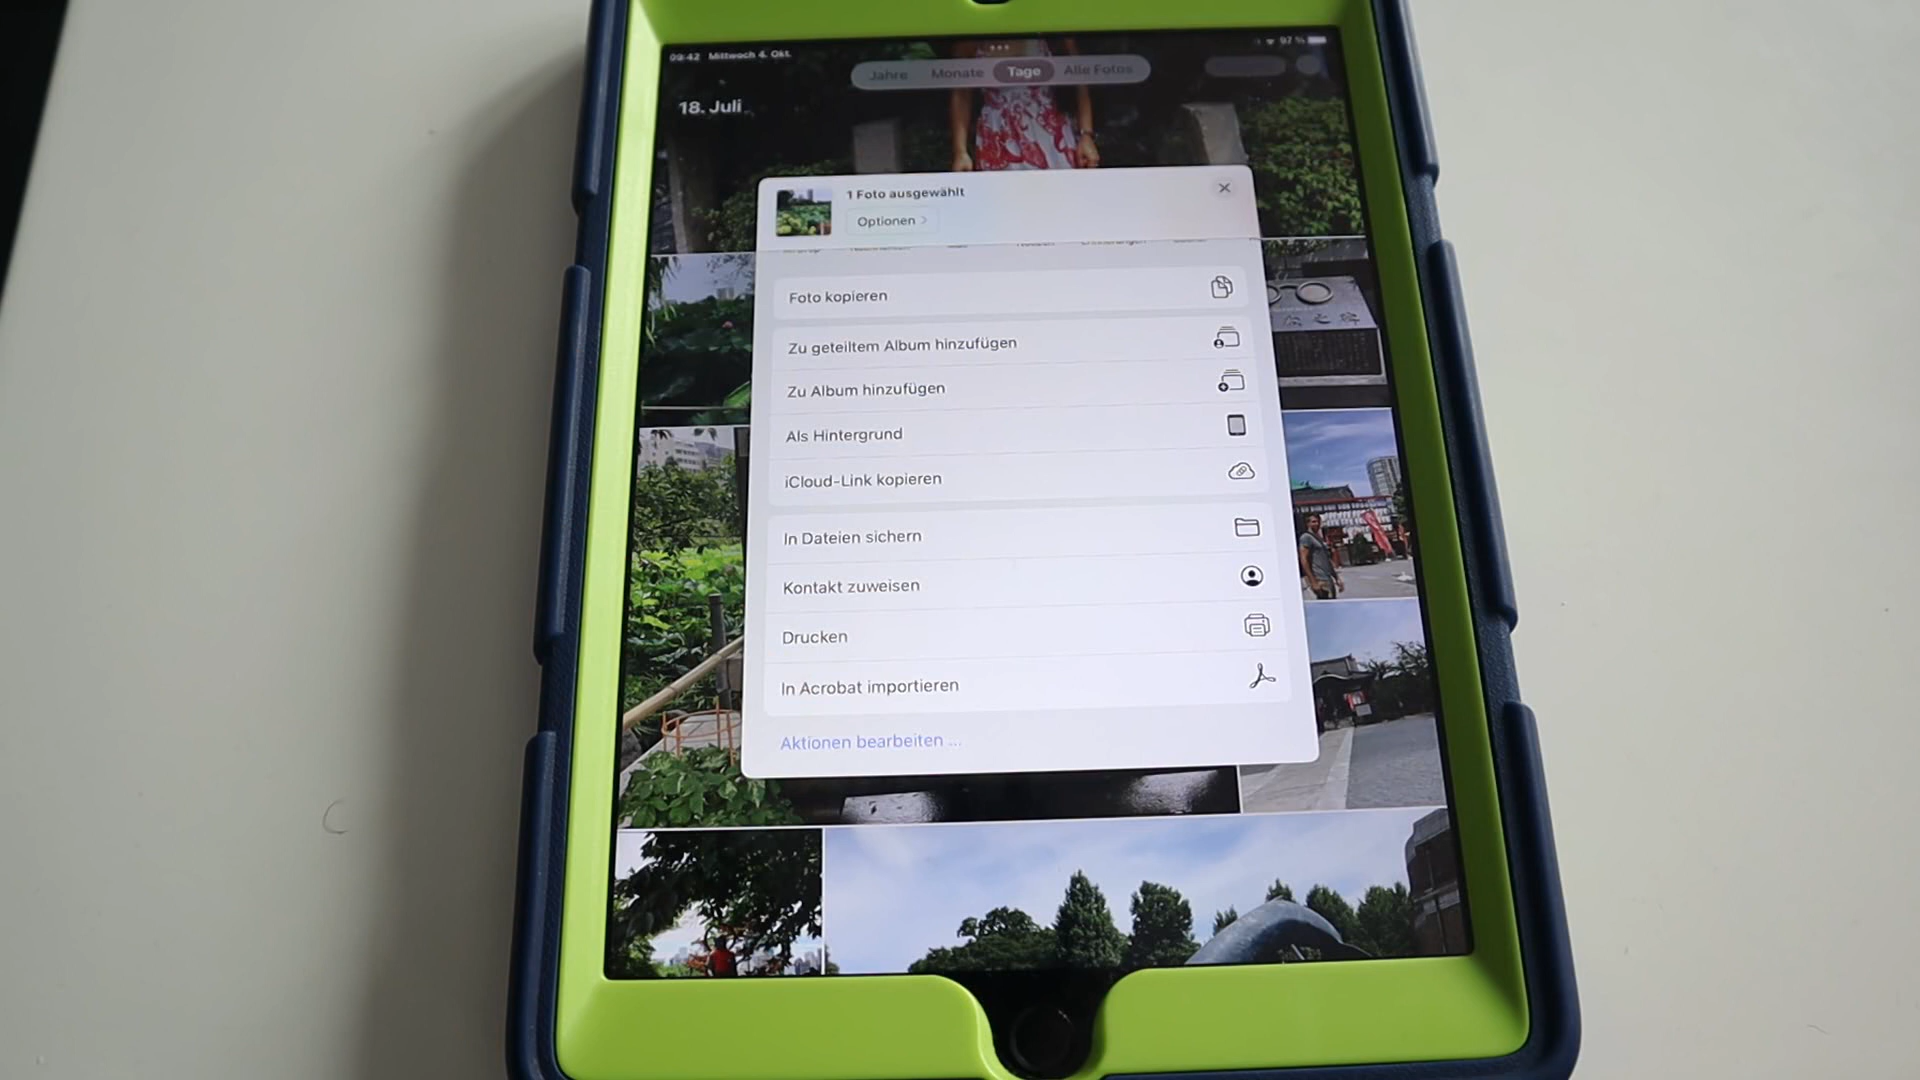 09:42 Mittwoch 4. Okt.
97 %
Jahre Monate Tage Alle Fotos
18. Juli
1 Foto ausgewählt
Optionen >
Foto kopieren
Zu geteiltem Album hinzufügen
Zu Album hinzufügen
Als Hintergrund
iCloud-Link kopieren
In Dateien sichern
Kontakt zuweisen
Drucken
In Acrobat importieren
Aktionen bearbeiten ...